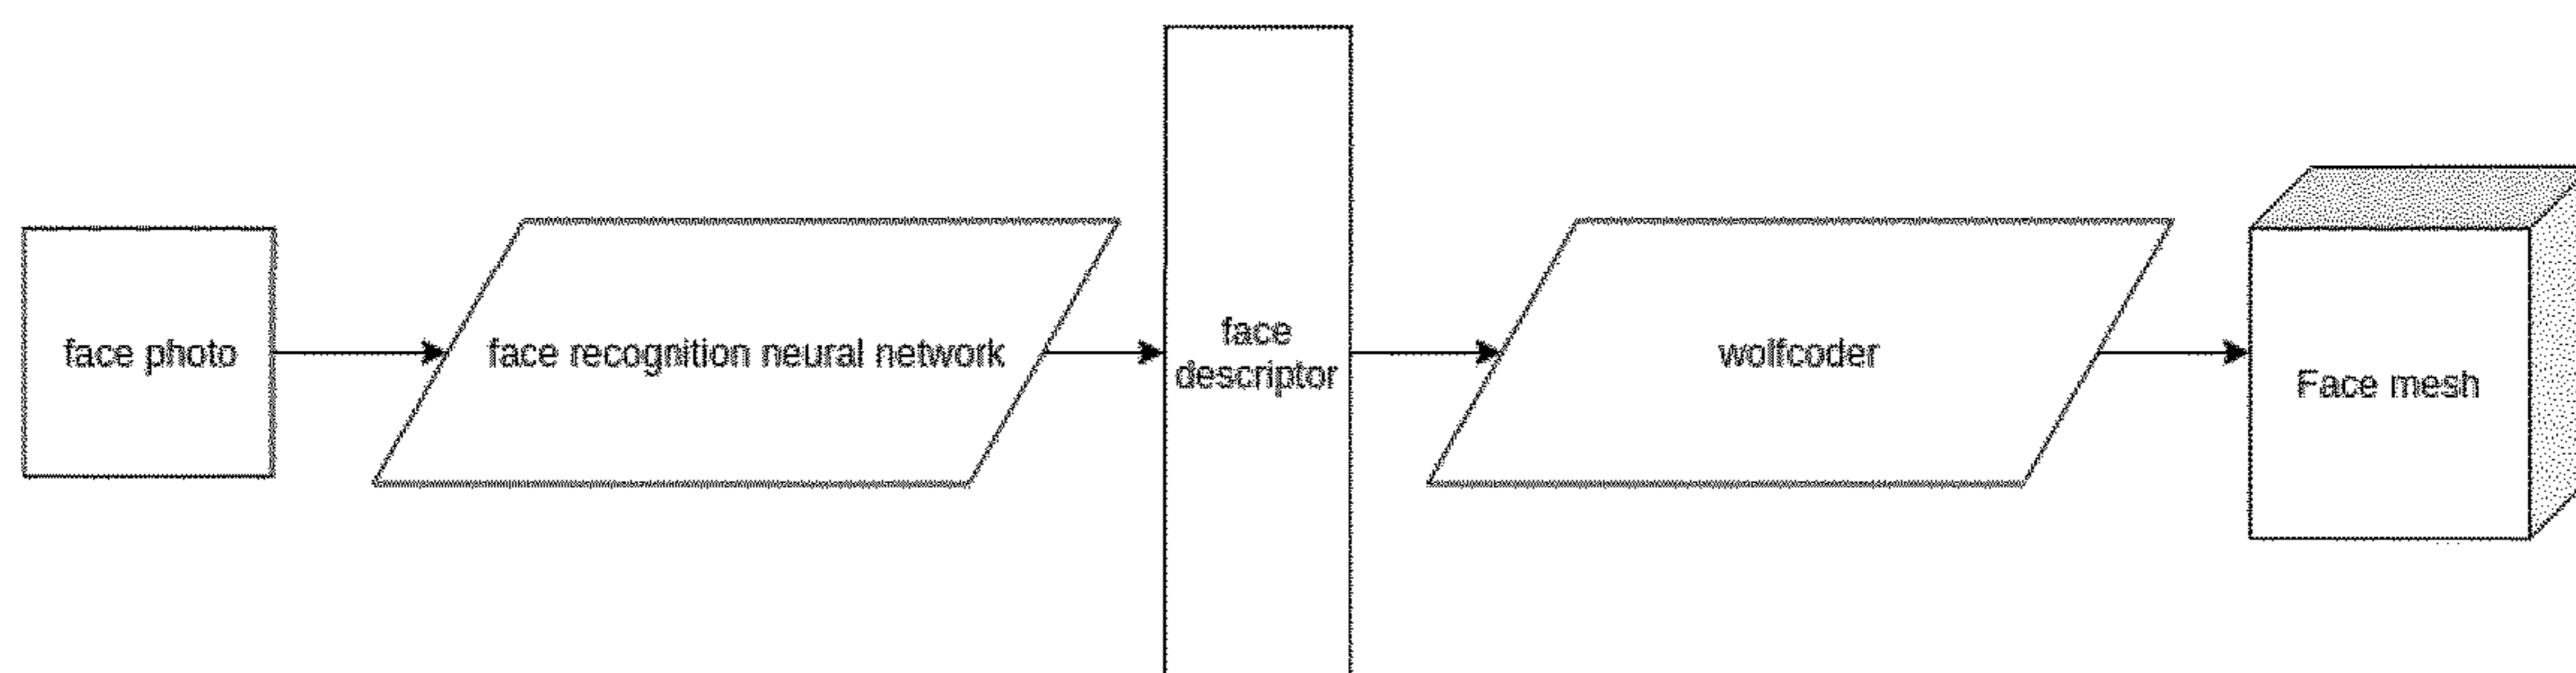 face photo
face recognition neural network
face
descriptor
wolfcoder
Face mesh